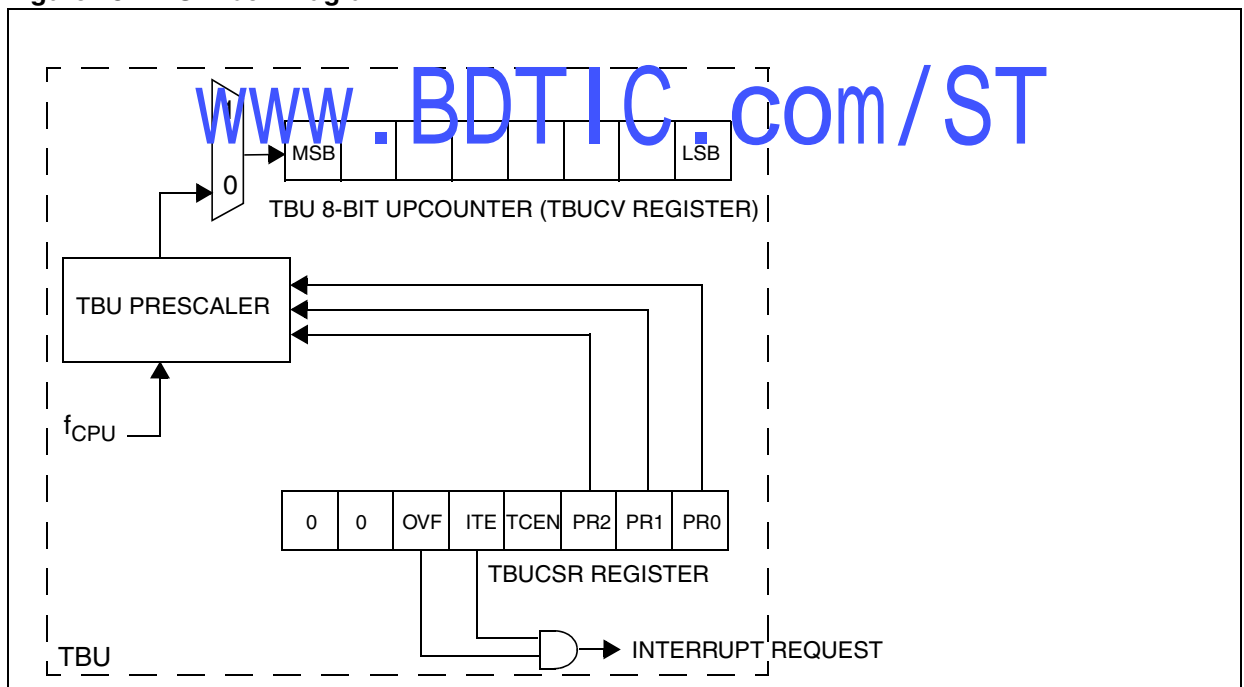 www.BDTIC.com/ST
1
MSB LSB
0
TBU 8-BIT UPCOUNTER (TBUCV REGISTER)
TBU PRESCALER
fCPU
0 0 OVF ITE TCEN PR2 PR1 PR0
TBUCSR REGISTER
INTERRUPT REQUEST
TBU